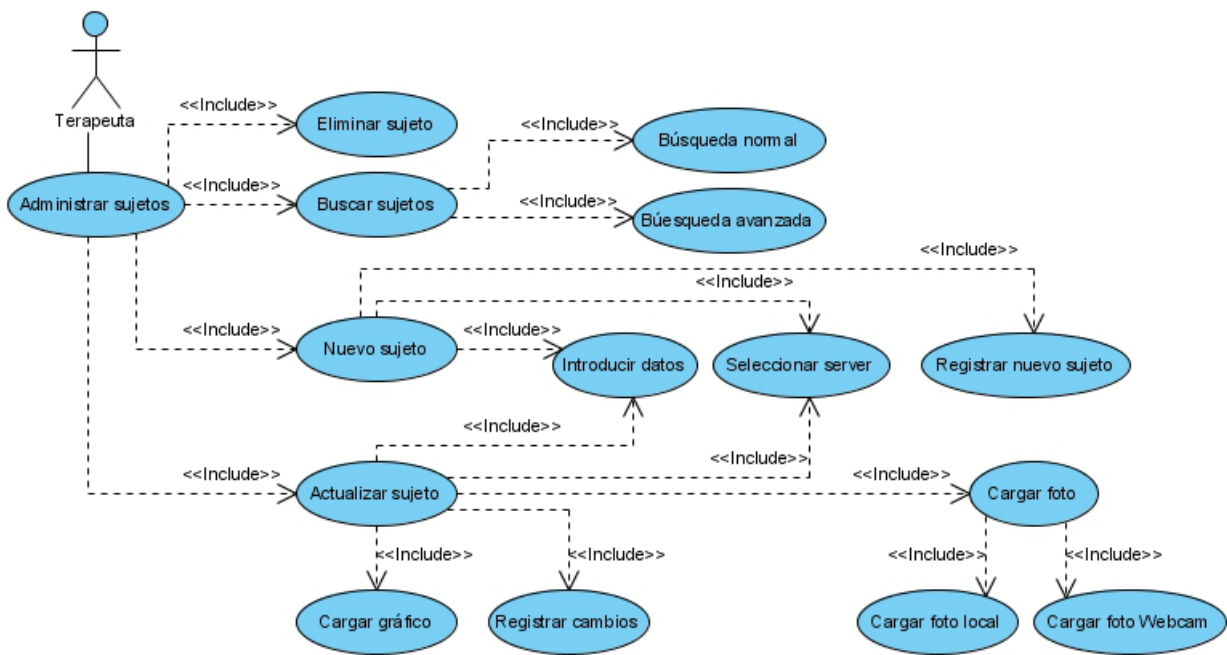 Terapeuta
<<Include>>
Eliminar sujeto
<<Include>>
Búsqueda normal
Administrar sujetos
<<Include>>
Buscar sujetos
<<Include>>
Búesqueda avanzada
<<Include>>
<<Include>>
<<Include>>
Nuevo sujeto
<<Include>>
Introducir datos
Seleccionar server
Registrar nuevo sujeto
<<Include>>
<<Include>>
<<Include>>
Actualizar sujeto
<<Include>>
Cargar foto
<<Include>>
<<Include>>
<<Include>>
<<Include>>
Cargar gráfico
Registrar cambios
Cargar foto local
Cargar foto Webcam